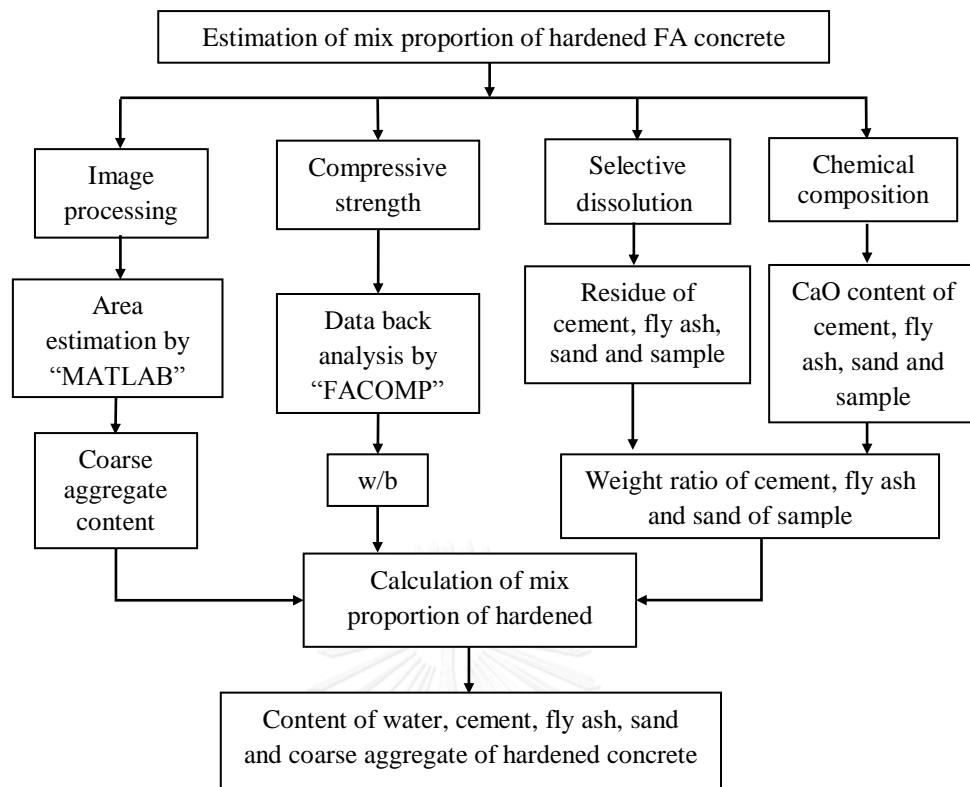 Estimation of mix proportion of hardened FA concrete
Image
processing
Compressive
strength
Selective
dissolution
Chemical
composition
Area
estimation by
“MATLAB”
Data back
analysis by
“FACOMP”
Residue of
cement, fly ash,
sand and sample
CaO content of
cement, fly
ash, sand and
sample
Coarse
aggregate
content
w/b
Weight ratio of cement, fly ash
and sand of sample
Calculation of mix
proportion of hardened
Content of water, cement, fly ash, sand
and coarse aggregate of hardened concrete